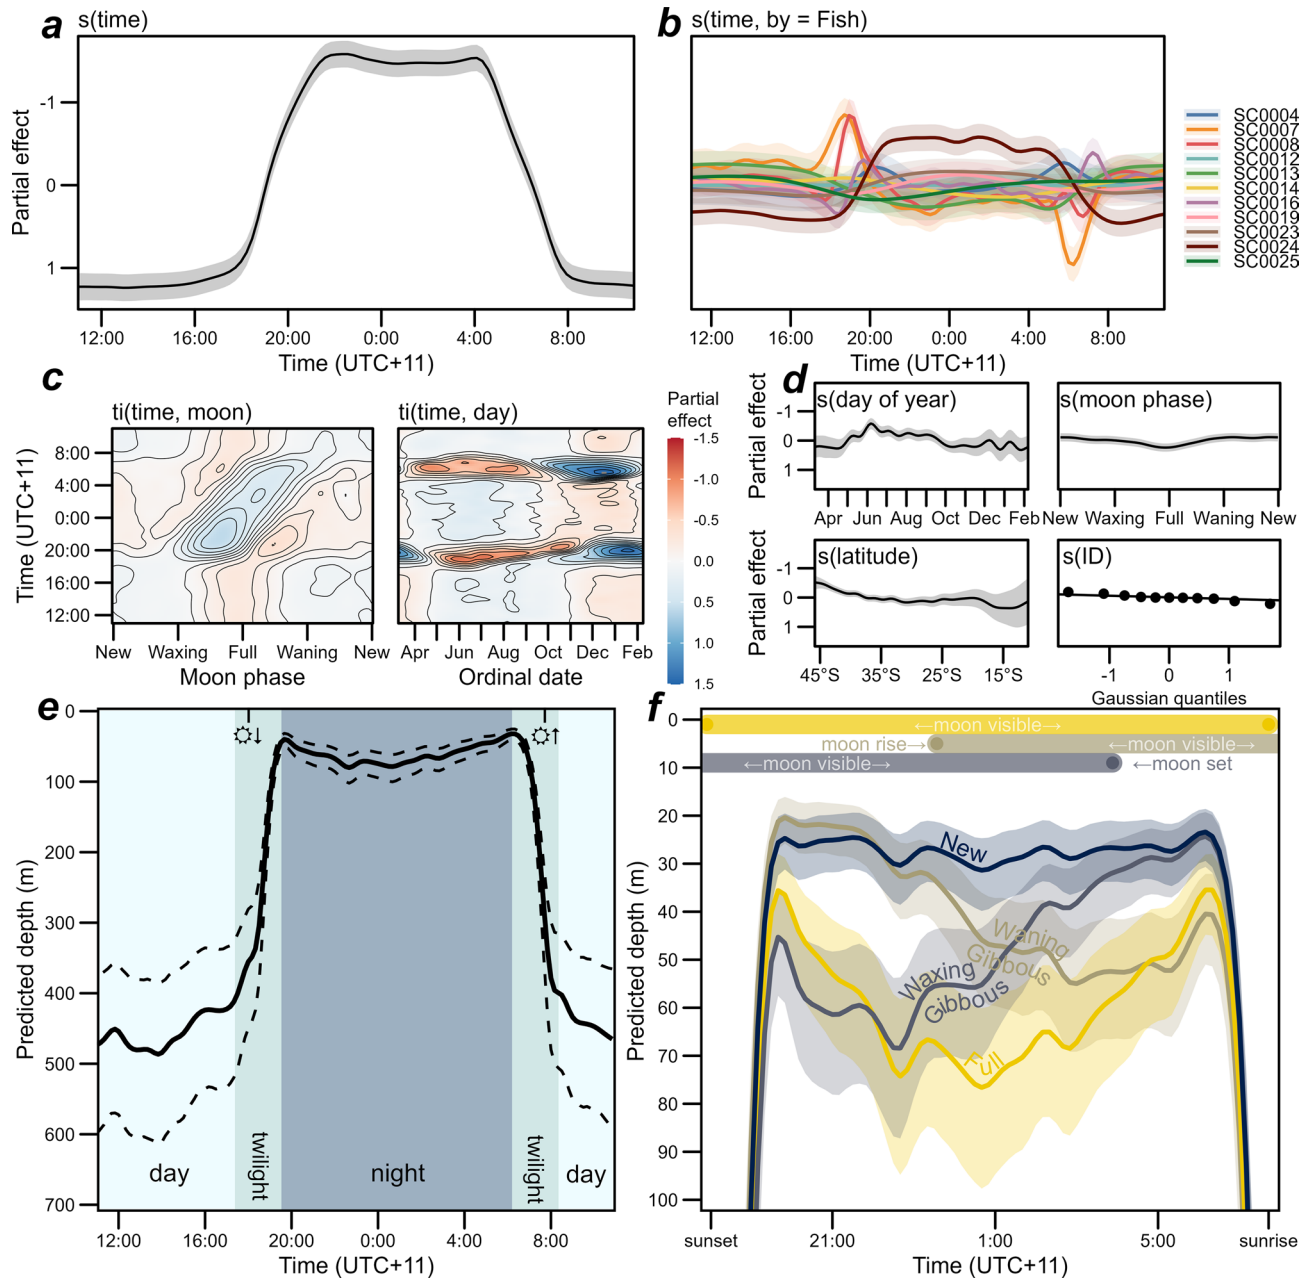 a s(time)
-1
0
1
Partial effect
12:00 16:00 20:00 0:00 4:00 8:00
Time (UTC+11)
b s(time, by = Fish)
12:00 16:00 20:00 0:00 4:00 8:00
Time (UTC+11)
SC0004
SC0007
SC0008
SC0012
SC0013
SC0014
SC0016
SC0019
SC0023
SC0024
SC0025
c
ti(time, moon)
8:00
4:00
0:00
20:00
16:00
12:00
Time (UTC+11)
New Waxing Full Waning New
Moon phase
ti(time, day)
Apr Jun Aug Oct Dec Feb
Ordinal date
Partial
effect
-1.5
-1.0
-0.5
0.0
0.5
1.0
1.5
d
s(day of year)
-1
0
1
Partial effect
Apr Jun Aug Oct Dec Feb
s(moon phase)
New Waxing Full Waning New
s(latitude)
-1
0
1
Partial effect
45°S 35°S 25°S 15°S
s(ID)
-1 0 1
Gaussian quantiles
e
0
100
200
300
400
500
600
700
Predicted depth (m)
↓
↑
day
twilight
night
twilight
day
12:00 16:00 20:00 0:00 4:00 8:00
Time (UTC+11)
f
←moon visible→
moon rise→ ←moon visible→
←moon visible→ ←moon set
0
10
20
30
40
50
60
70
80
90
100
Predicted depth (m)
New
Waning
Gibbous
Waxing
Gibbous
Full
sunset 21:00 1:00 5:00 sunrise
Time (UTC+11)